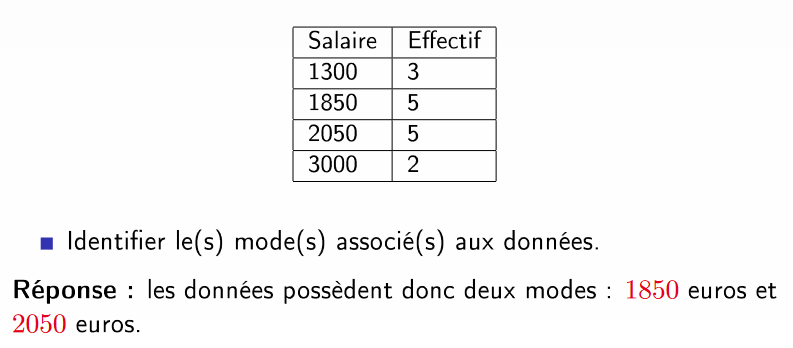 Salaire Effectif
1300 3
1850 5
2050 5
3000 2
Identifier le(s) mode(s) associé(s) aux données.
Réponse : les données possèdent donc deux modes : 1850 euros et
2050 euros.